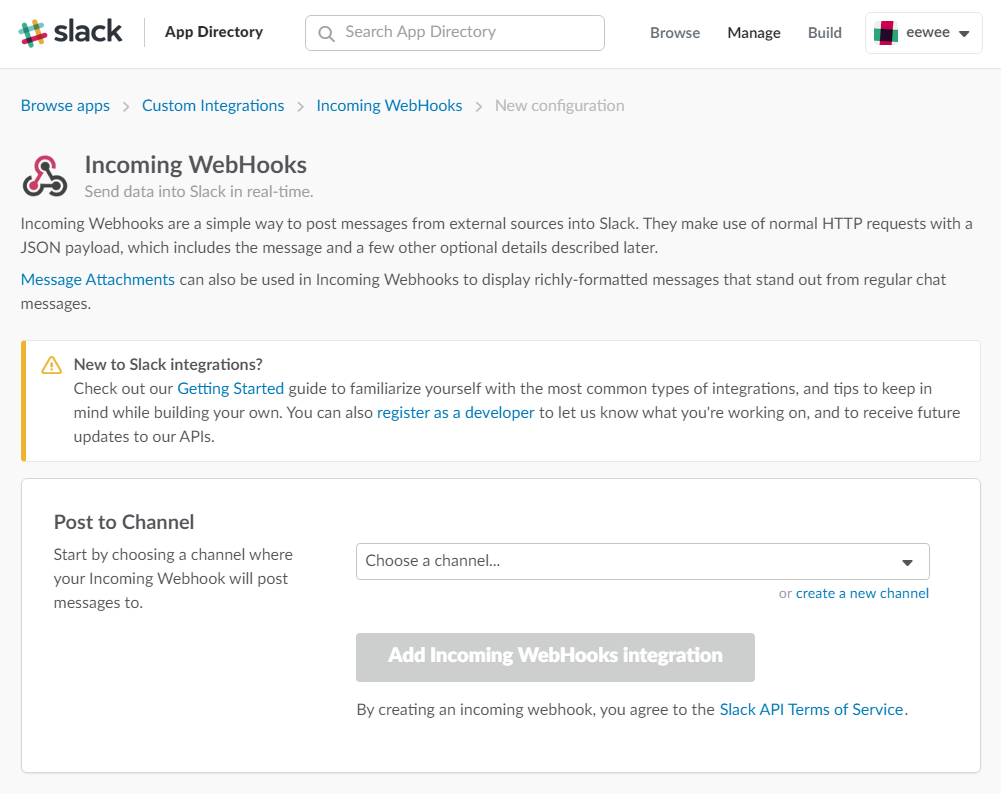 slack App Directory Search App Directory Browse Manage Build eewee
Browse apps > Custom Integrations > Incoming WebHooks > New configuration
Incoming WebHooks
Send data into Slack in real-time.
Incoming Webhooks are a simple way to post messages from external sources into Slack. They make use of normal HTTP requests with a
JSON payload, which includes the message and a few other optional details described later.
Message Attachments can also be used in Incoming Webhooks to display richly-formatted messages that stand out from regular chat
messages.
New to Slack integrations?
Check out our Getting Started guide to familiarize yourself with the most common types of integrations, and tips to keep in
mind while building your own. You can also register as a developer to let us know what you're working on, and to receive future
updates to our APIs.
Post to Channel
Start by choosing a channel where
your Incoming Webhook will post
messages to.
Choose a channel...
or create a new channel
Add Incoming WebHooks integration
By creating an incoming webhook, you agree to the Slack API Terms of Service.